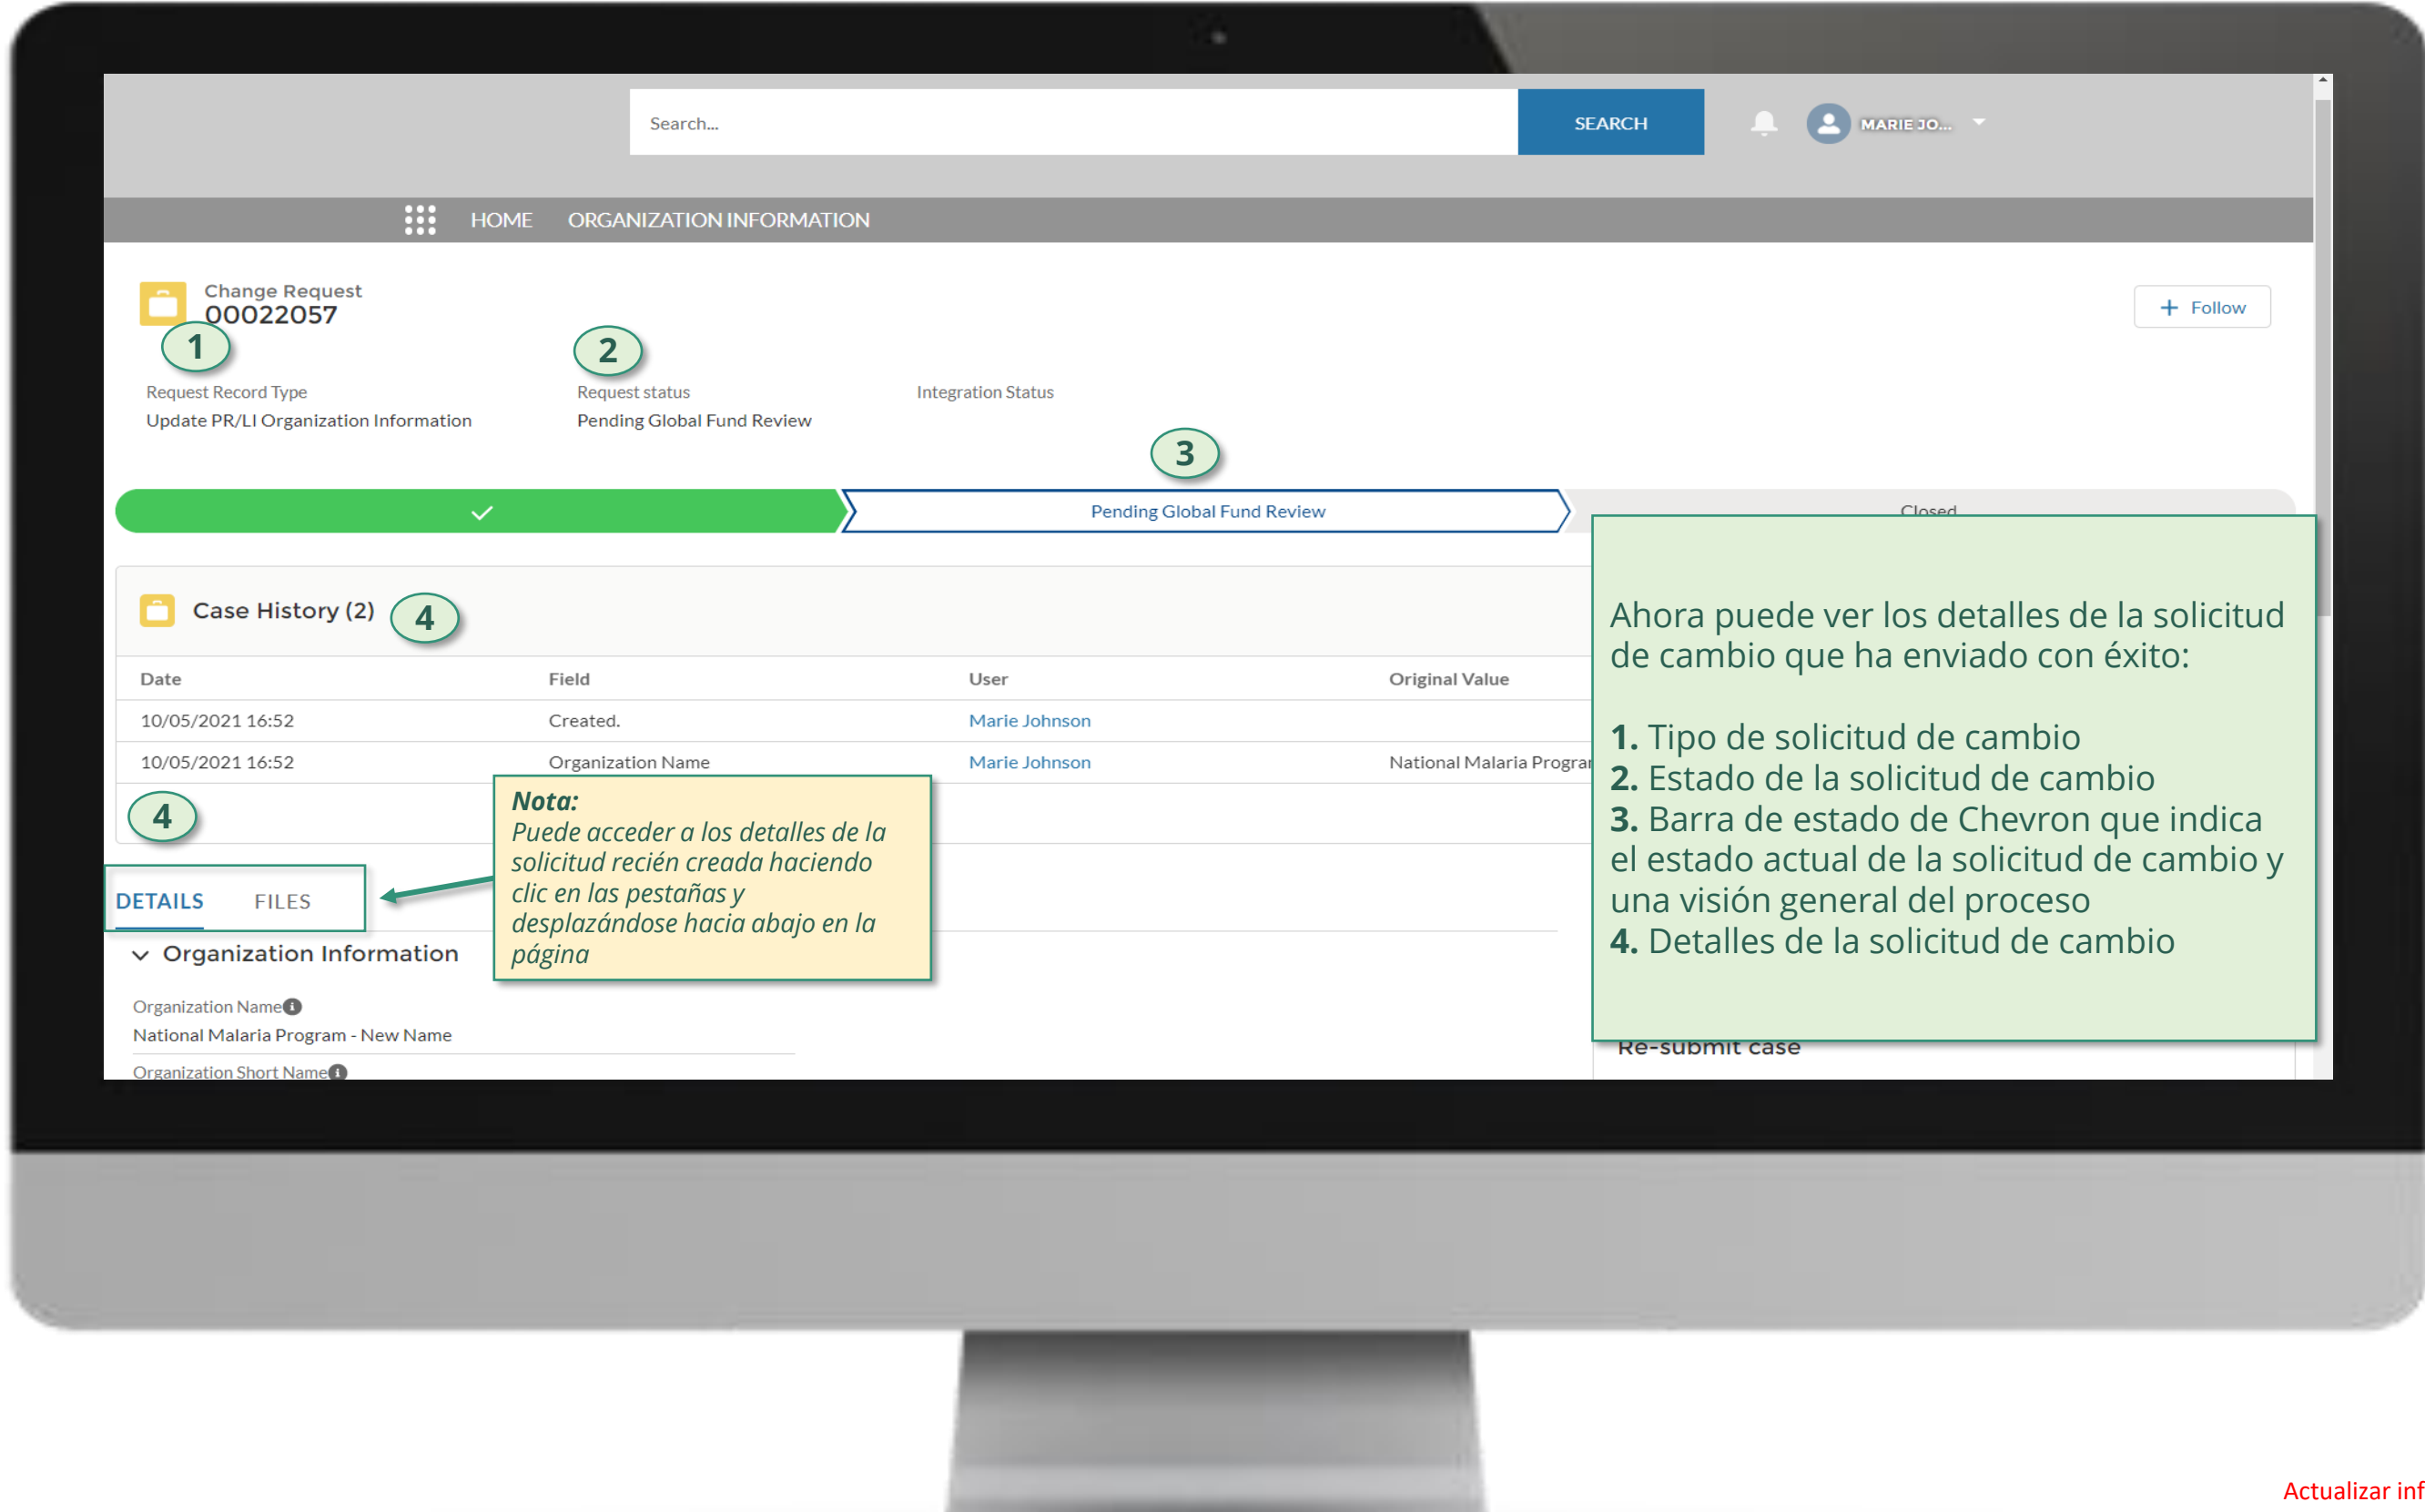 Search...
SEARCH
MARIE JO...
HOME ORGANIZATION INFORMATION
Change Request
00022057
+ Follow
1
2
Request Record Type
Request status
Integration Status
Update PR/LI Organization Information
Pending Global Fund Review
3
Pending Global Fund Review
Closed
Case History (2)
4
Date Field User Original Value
10/05/2021 16:52 Created. Marie Johnson
10/05/2021 16:52 Organization Name Marie Johnson National Malaria
4
Nota:
Puede acceder a los detalles de la
solicitud recién creada haciendo
clic en las pestañas y
desplazándose hacia abajo en la
página
DETAILS FILES
Organization Information
Organization Name
National Malaria Program - New Name
Organization Short Name
Ahora puede ver los detalles de la solicitud
de cambio que ha enviado con éxito:
1. Tipo de solicitud de cambio
2. Estado de la solicitud de cambio
3. Barra de estado de Chevron que indica
el estado actual de la solicitud de cambio y
una visión general del proceso
4. Detalles de la solicitud de cambio
Re-submit case
Actualizar inf